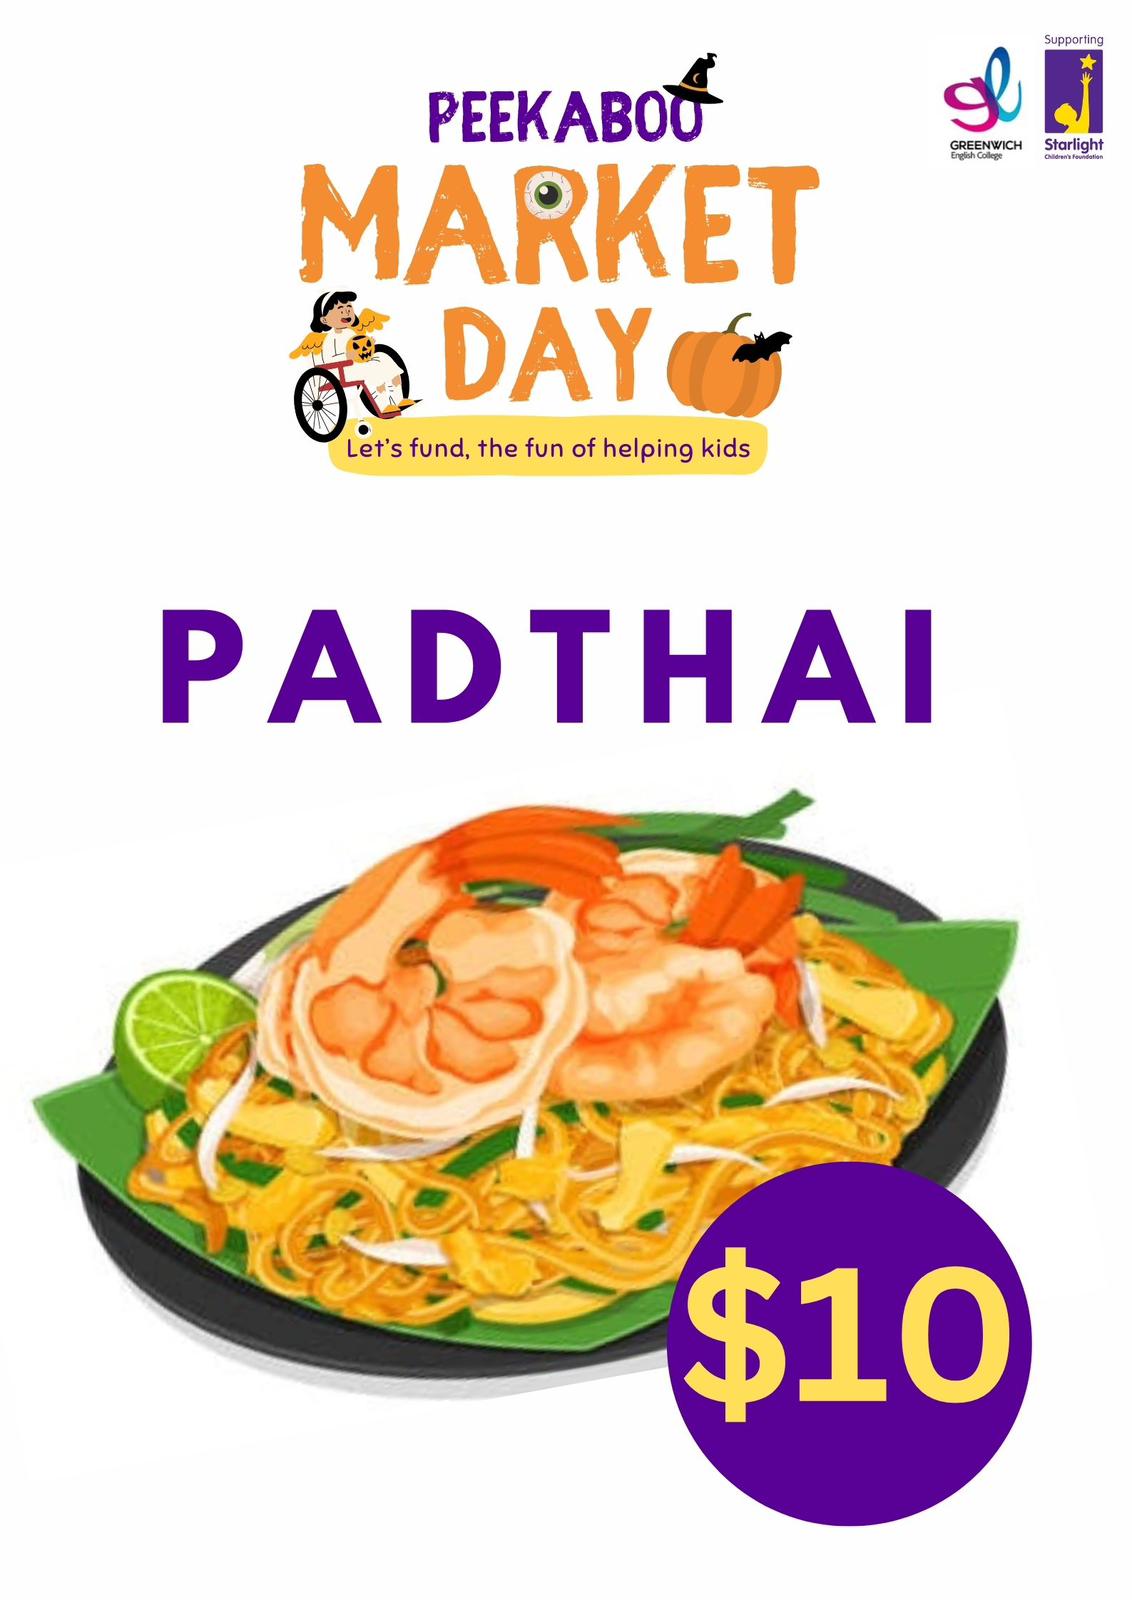 PEEKABOO
MARKET
DAY
Let's fund, the fun of helping kids
gl
GREENWICH
English College
Supporting
Starlight
Children's Foundation
PADTHAI
$10